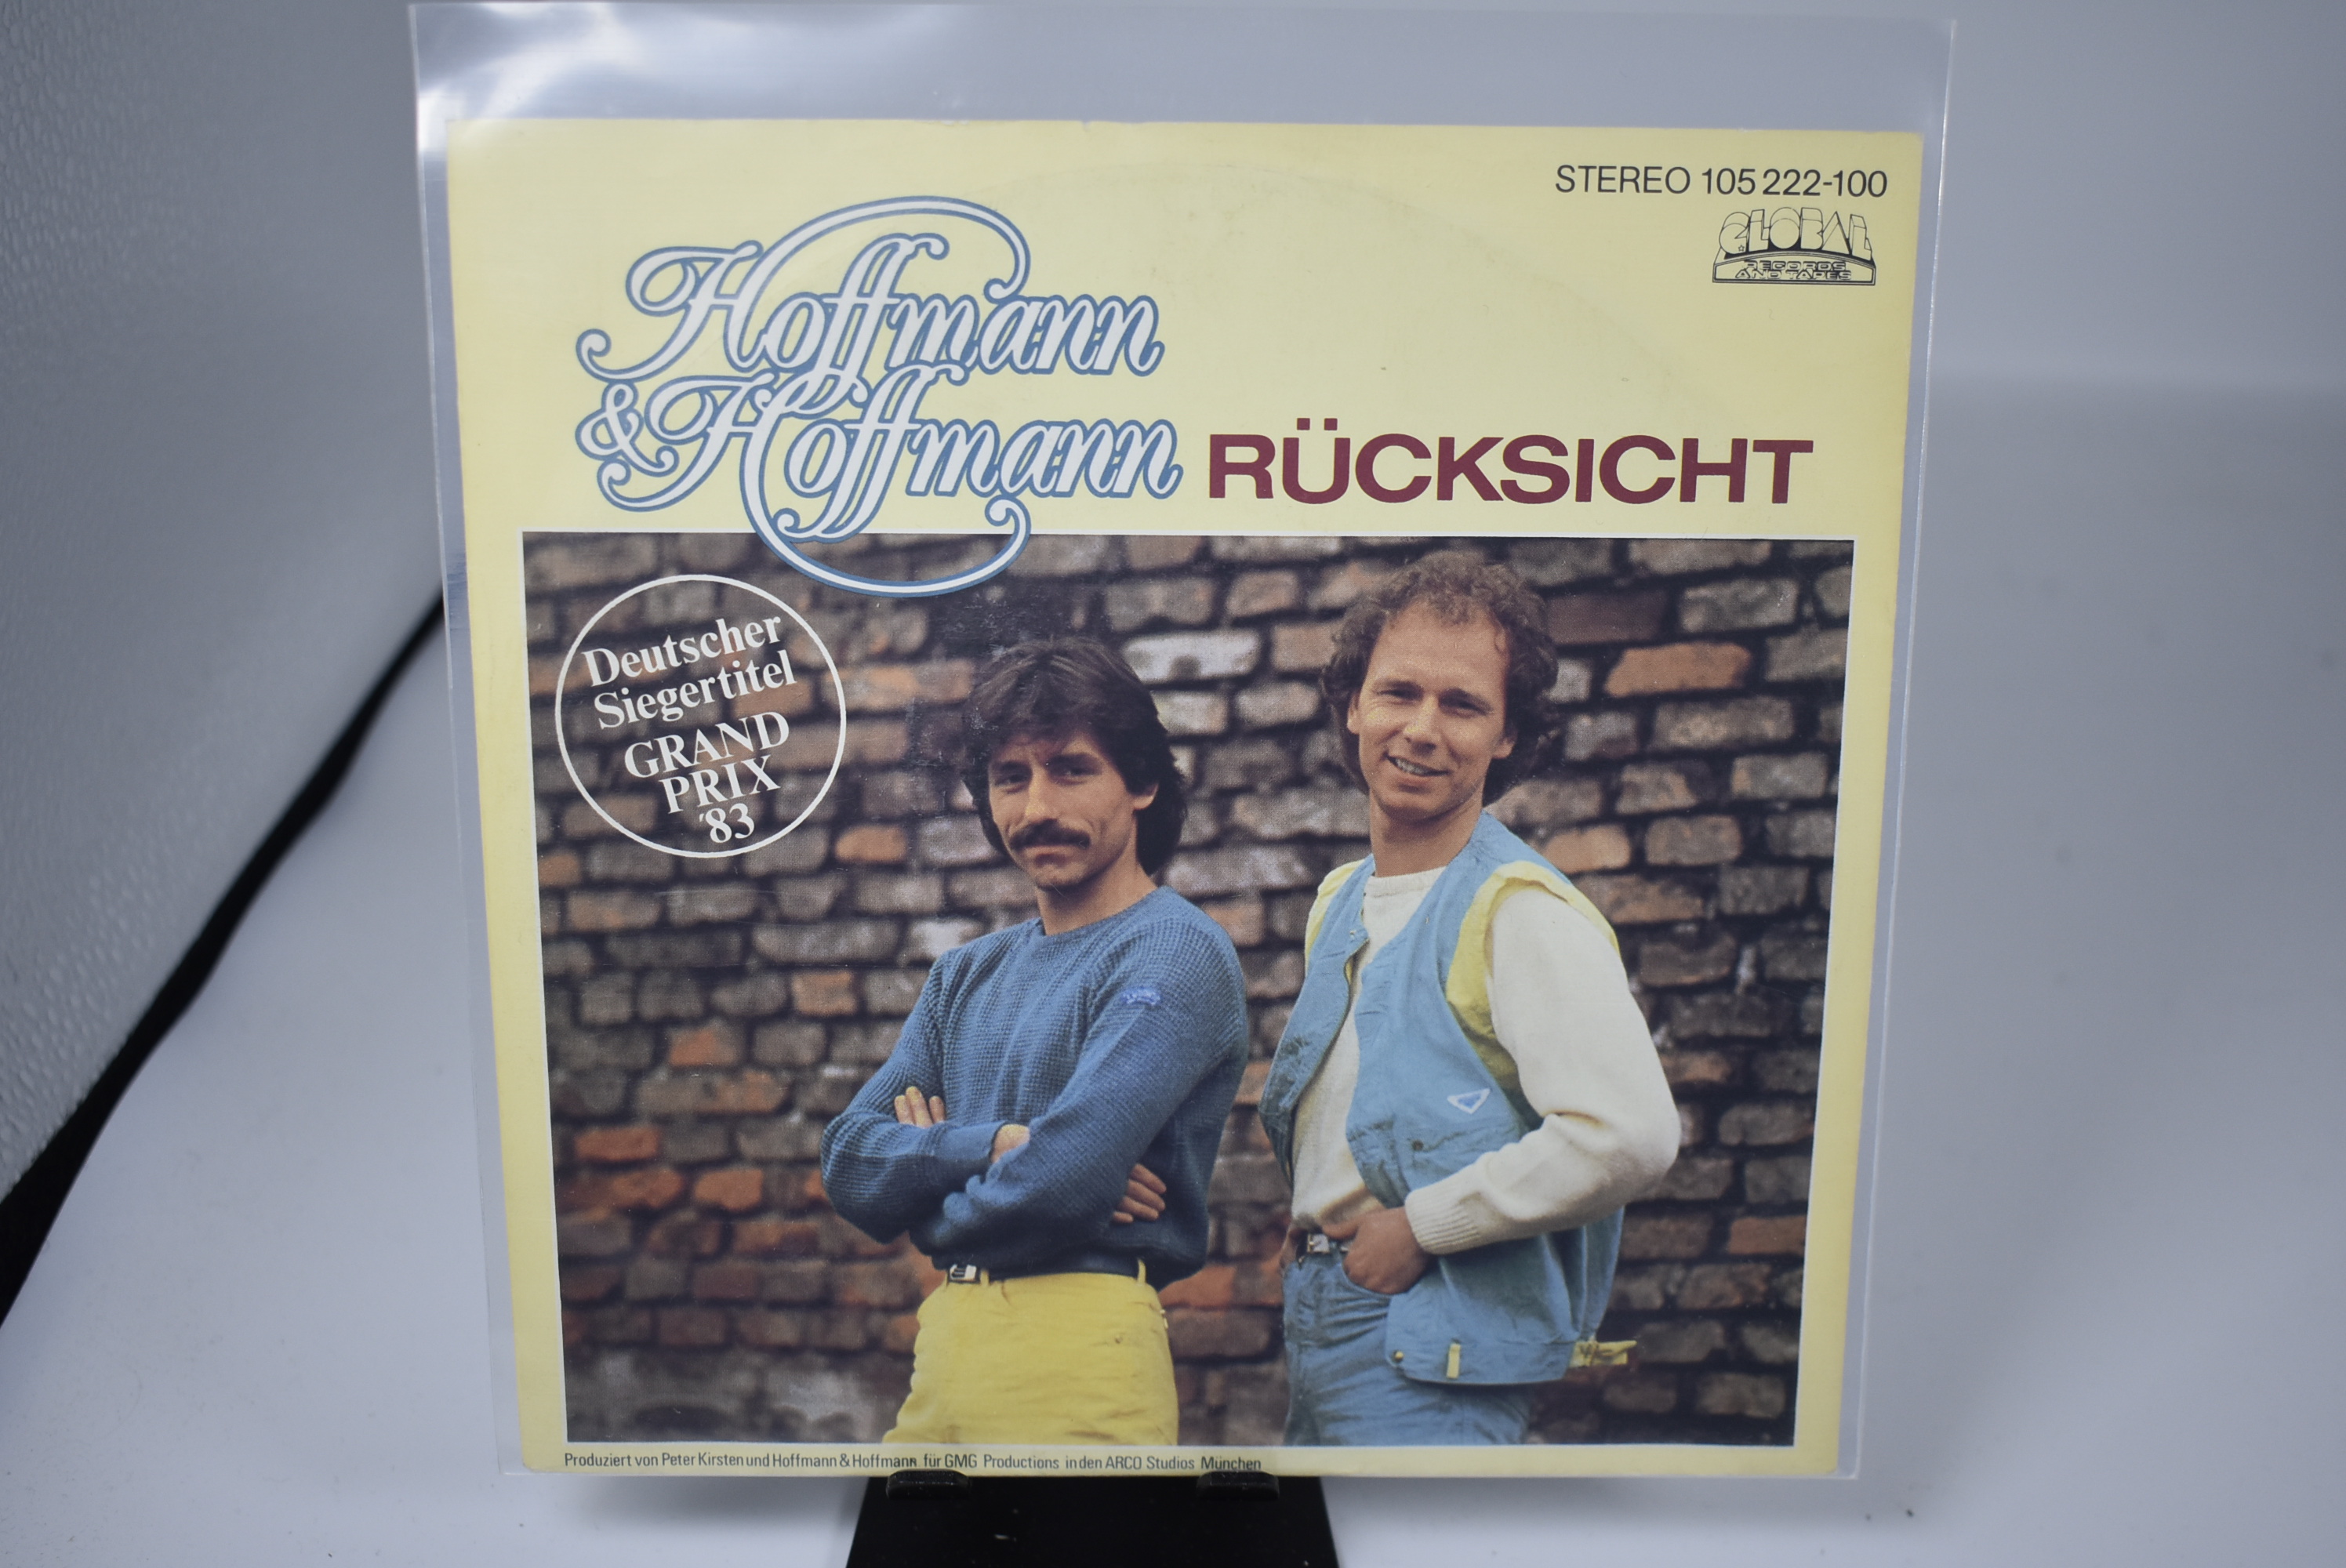 STEREO 105 222-100
GLOBAL
RECORDS
AND TAPES
Hoffmann
& Hoffmann
RÜCKSICHT
Deutscher
Siegertitel
GRAND
PRIX
'83
Produziert von Peter Kirsten und Hoffmann & Hoffmann für GMG Productions in den ARCO Studios München